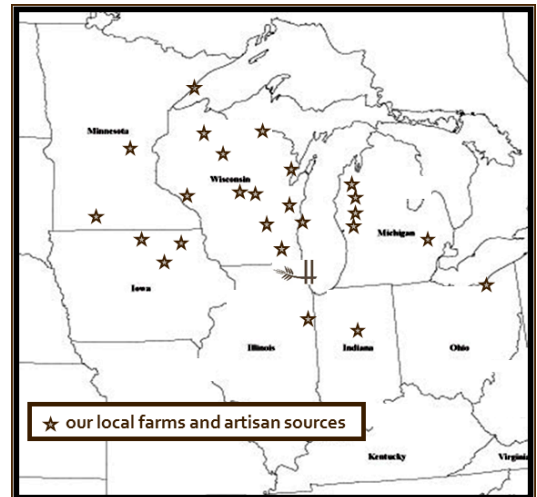 Minnesota
Wisconsin
Michigan
Iowa
Illinois
Indiana
Ohio
our local farms and artisan sources
Kentucky
Virginia